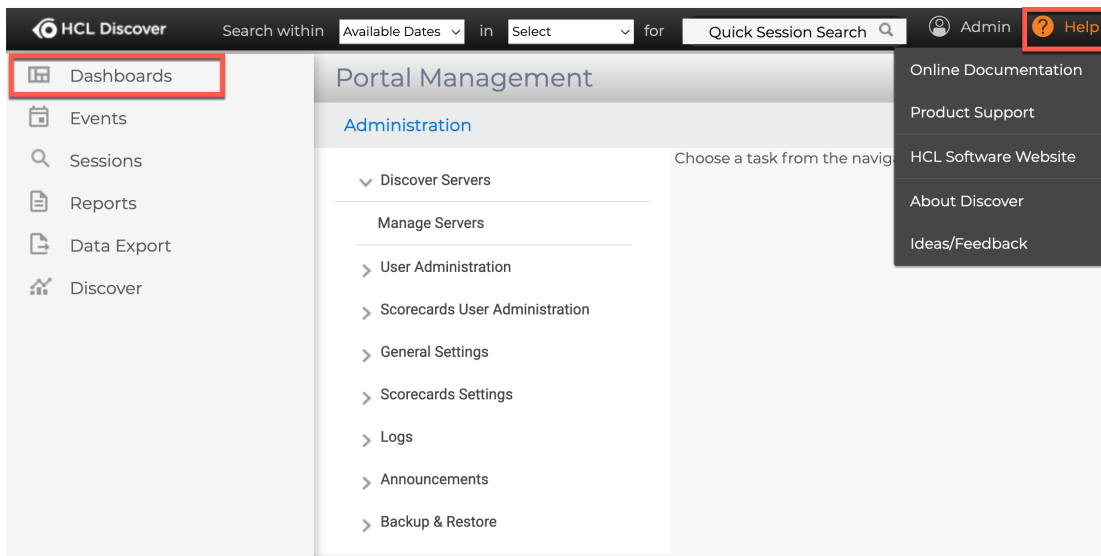 HCL Discover Search within Available Dates in Select for Quick Session Search Admin ? Help
Dashboards
Events
Sessions
Reports
Data Export
Discover
Portal Management
Administration
Discover Servers
Manage Servers
User Administration
Scorecards User Administration
General Settings
Scorecards Settings
Logs
Announcements
Backup & Restore
Choose a task from the navig
Online Documentation
Product Support
HCL Software Website
About Discover
Ideas/Feedback